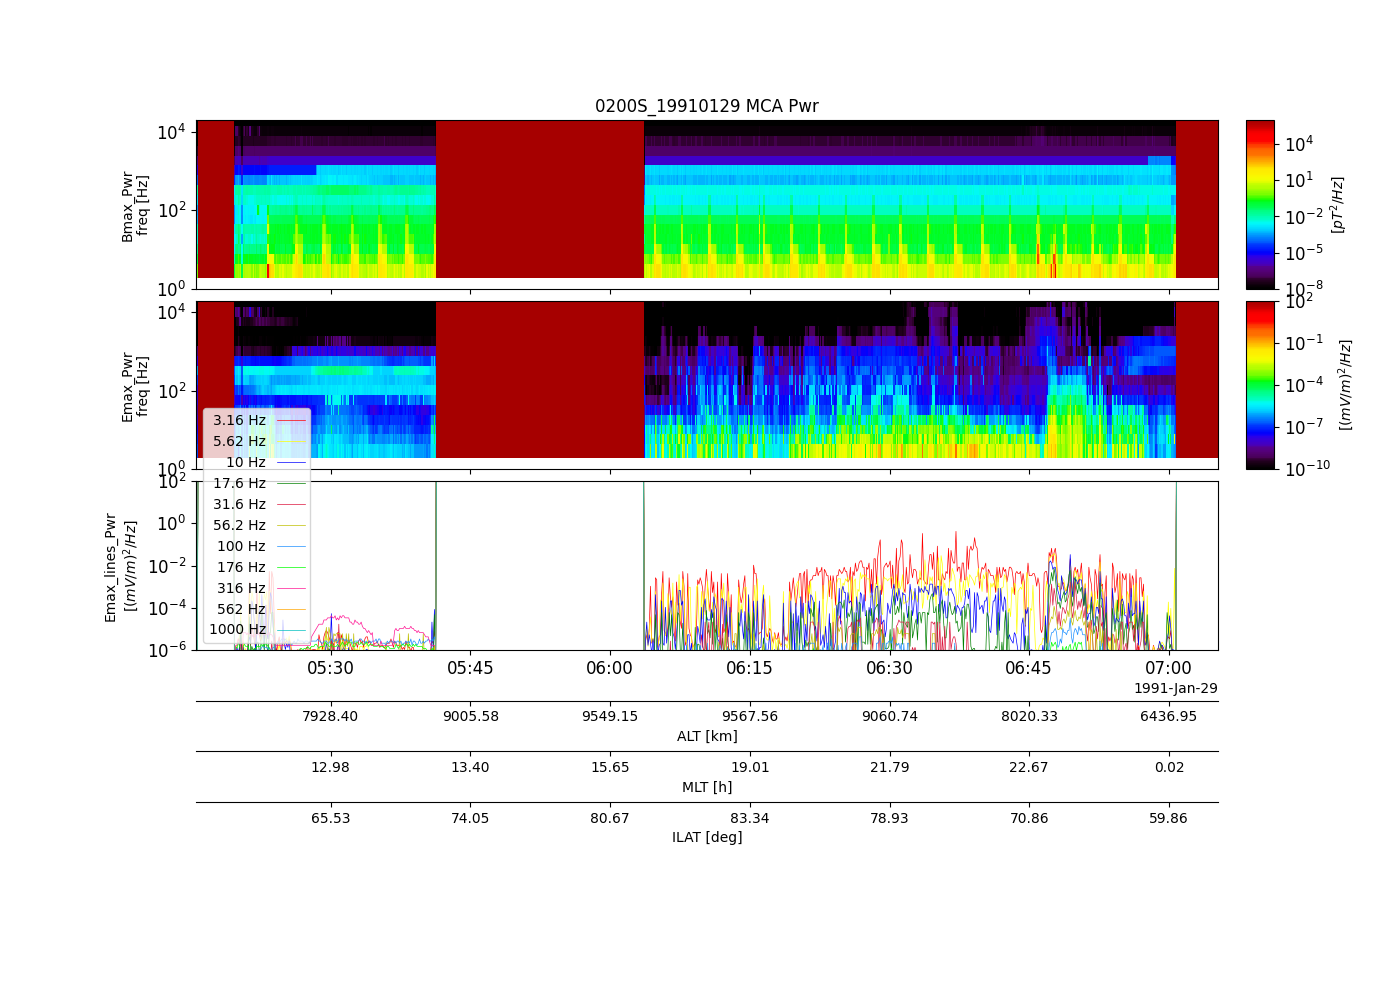 0200S_19910129 MCA Pwr
10^4
10^2
10^0
Bmax_Pwr
freq [Hz]
10^4
10^1
10^-2
10^-5
10^-8
[pT^2/Hz]
10^4
10^2
10^0
Emax_Pwr
freq [Hz]
10^2
10^-1
10^-4
10^-7
10^-10
[(mV/m)^2/Hz]
3.16 Hz
5.62 Hz
10 Hz
17.6 Hz
31.6 Hz
56.2 Hz
100 Hz
176 Hz
316 Hz
562 Hz
1000 Hz
10^2
10^0
10^-2
10^-4
10^-6
Emax_lines_Pwr
[(mV/m)^2/Hz]
05:30 05:45 06:00 06:15 06:30 06:45 07:00
1991-Jan-29
7928.40 9005.58 9549.15 9567.56 9060.74 8020.33 6436.95
ALT [km]
12.98 13.40 15.65 19.01 21.79 22.67 0.02
MLT [h]
65.53 74.05 80.67 83.34 78.93 70.86 59.86
ILAT [deg]